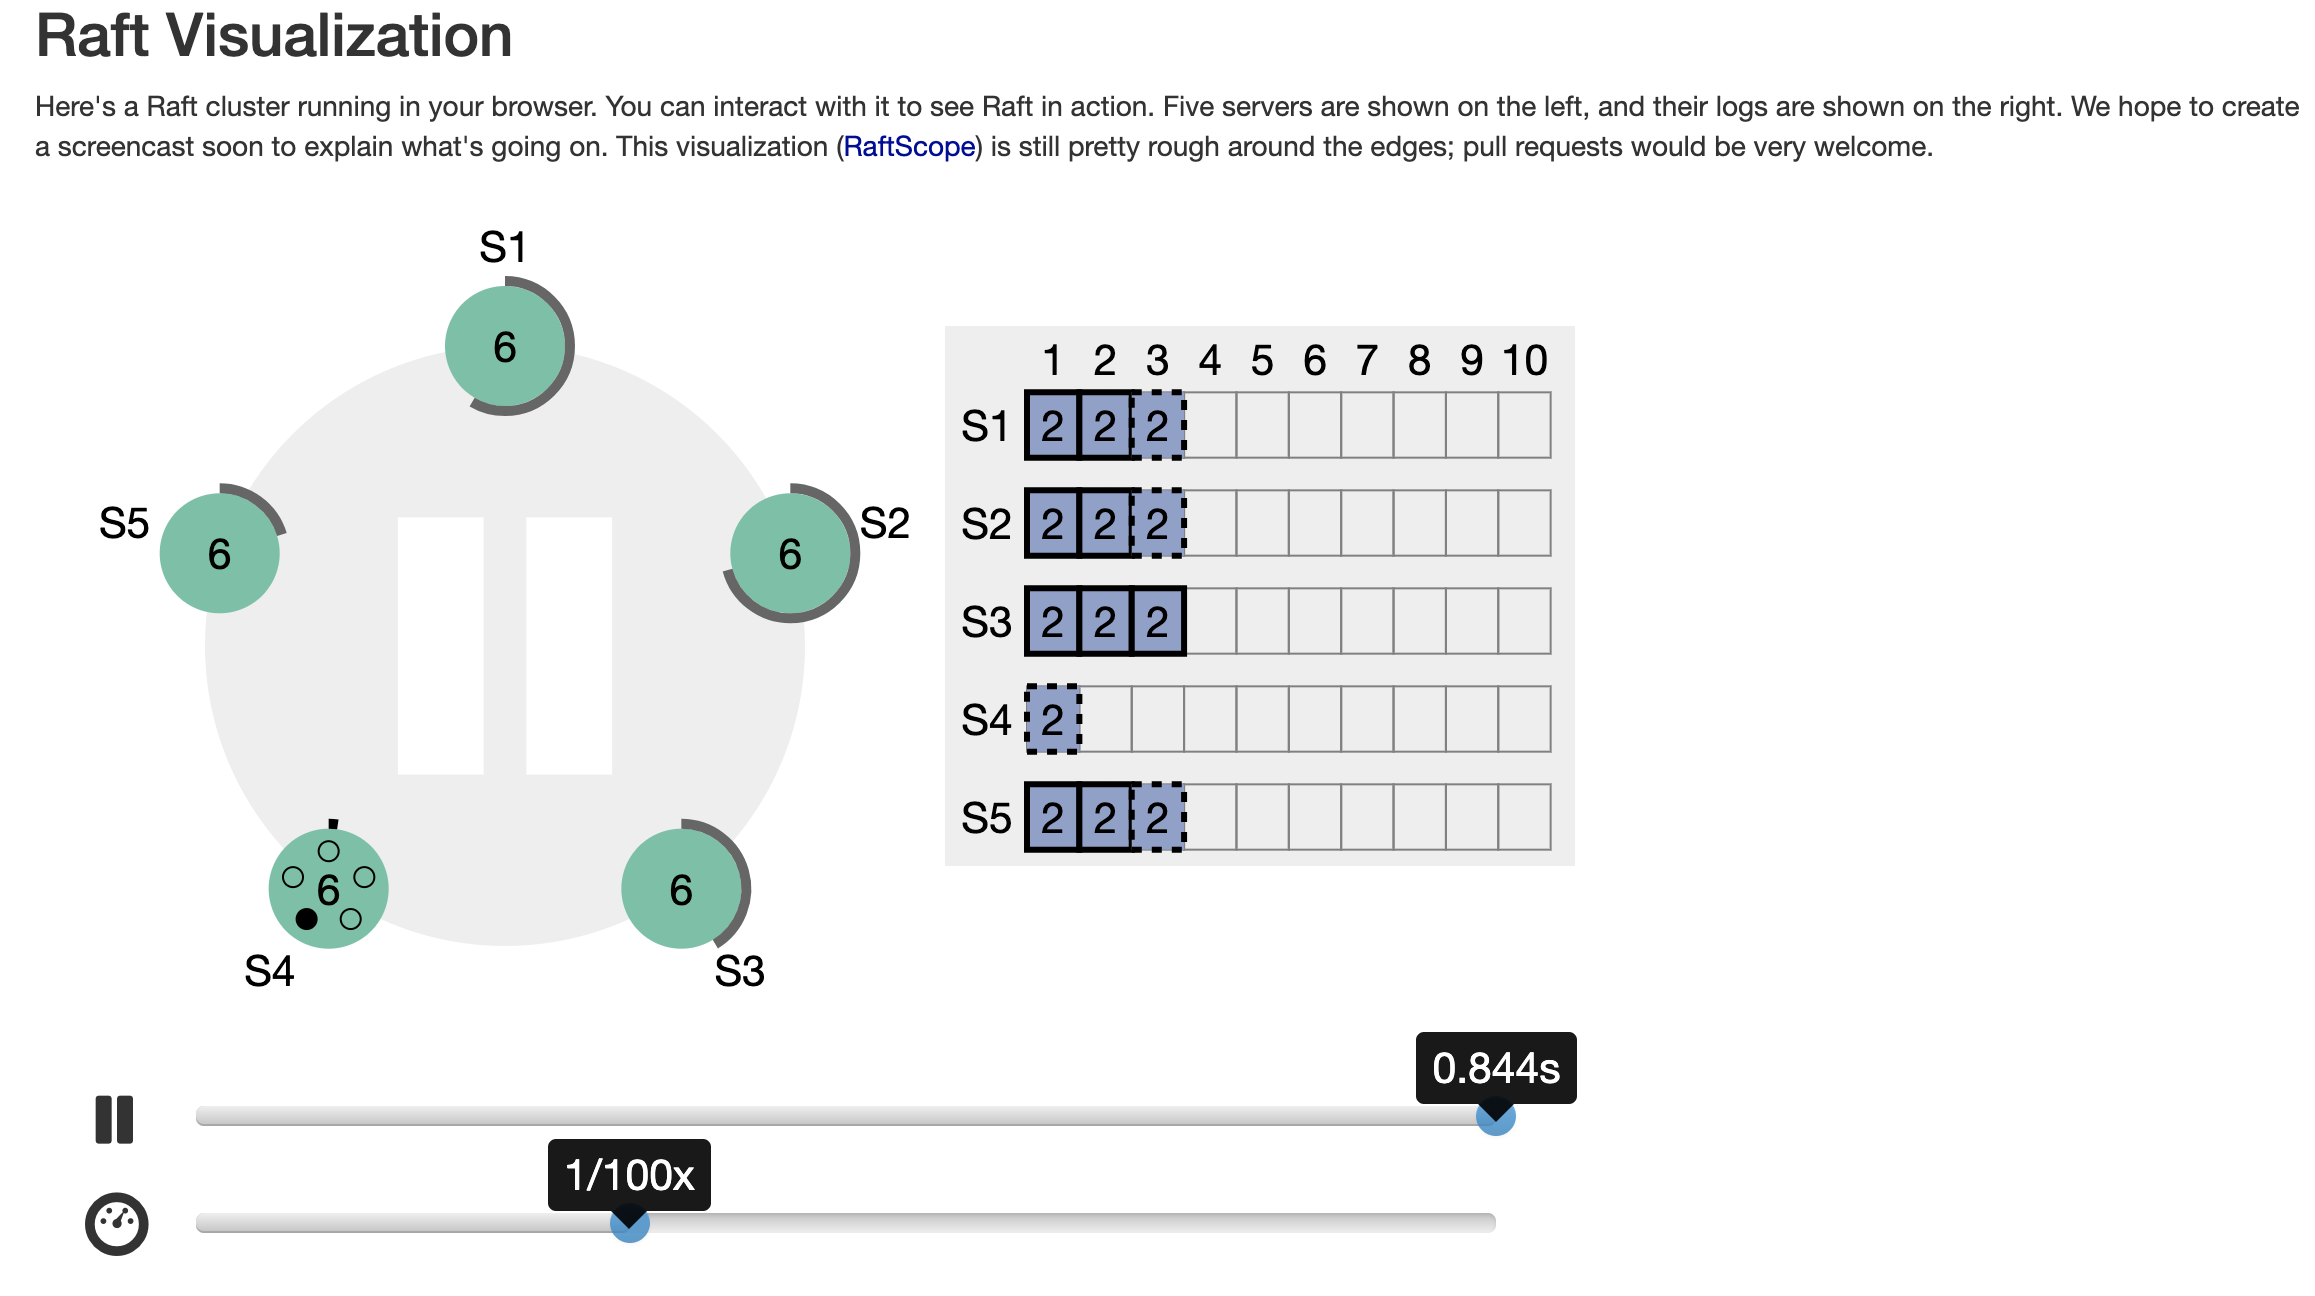 Raft Visualization
Here's a Raft cluster running in your browser. You can interact with it to see Raft in action. Five servers are shown on the left, and their logs are shown on the right. We hope to create
a screencast soon to explain what's going on. This visualization (RaftScope) is still pretty rough around the edges; pull requests would be very welcome.
S1
6
S5
6
6
S2
6
S4
6
S3
1 2 3 4 5 6 7 8 9 10
S1 2 2 2
S2 2 2 2
S3 2 2 2
S4 2
S5 2 2 2
0.844s
1/100x